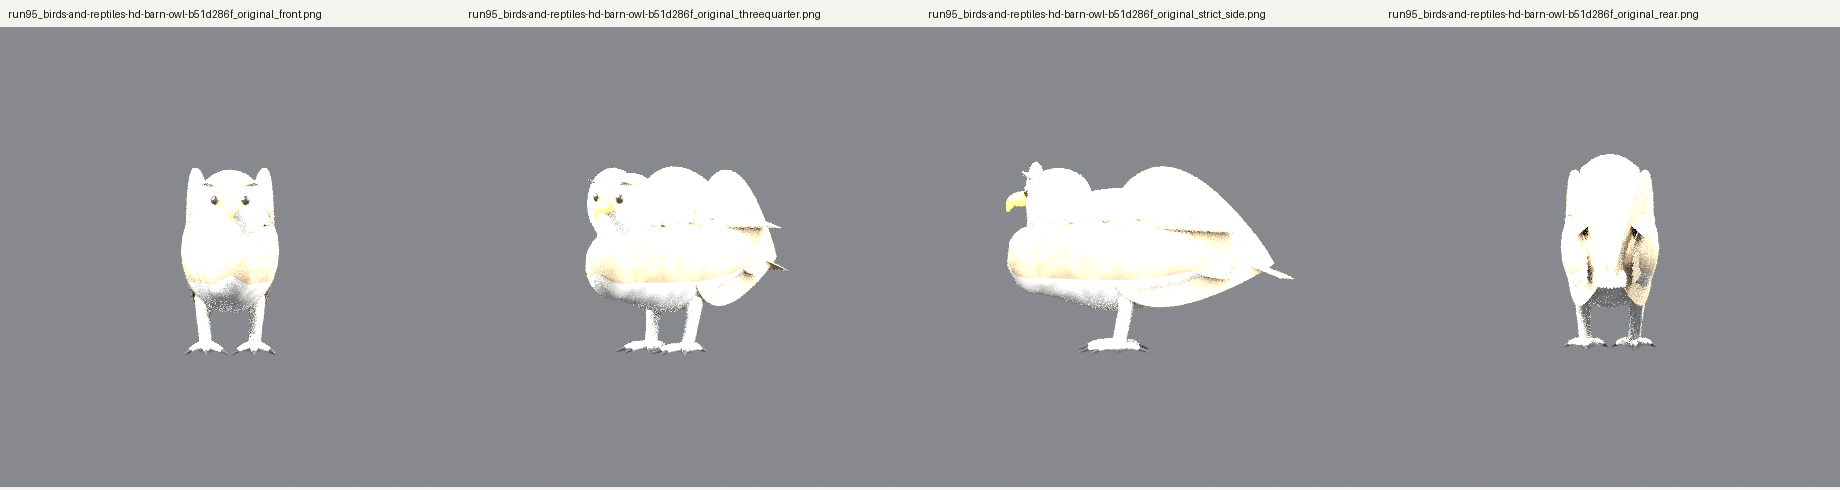 run95_birds-and-reptiles-hd-barn-owl-b51d286f_original_front.png
run95_birds-and-reptiles-hd-barn-owl-b51d286f_original_threequarter.png
run95_birds-and-reptiles-hd-barn-owl-b51d286f_original_strict_side.png
run95_birds-and-reptiles-hd-barn-owl-b51d286f_original_rear.png